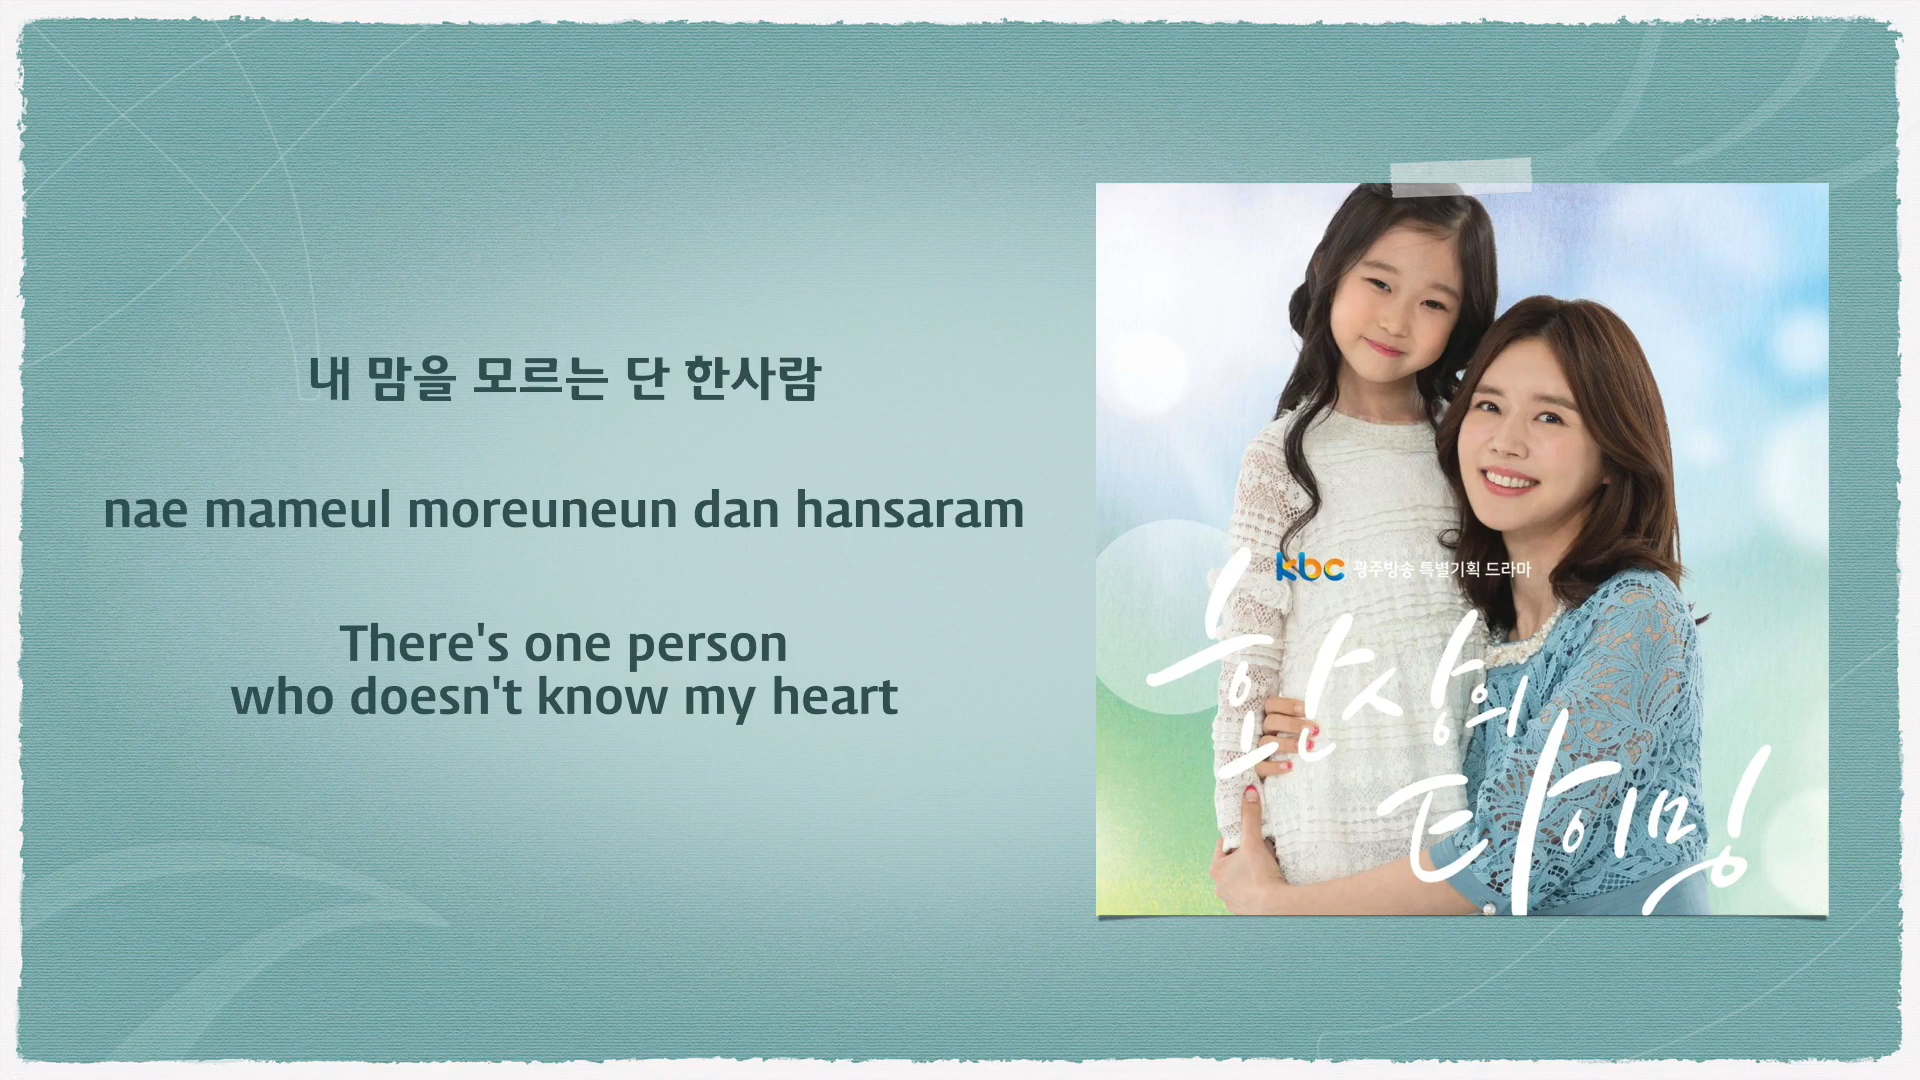 내 맘을 모르는 단 한사람
nae mameul moreuneun dan hansaram
There's one person
who doesn't know my heart
kbc 광주방송 특별기획 드라마
환상의
타이밍